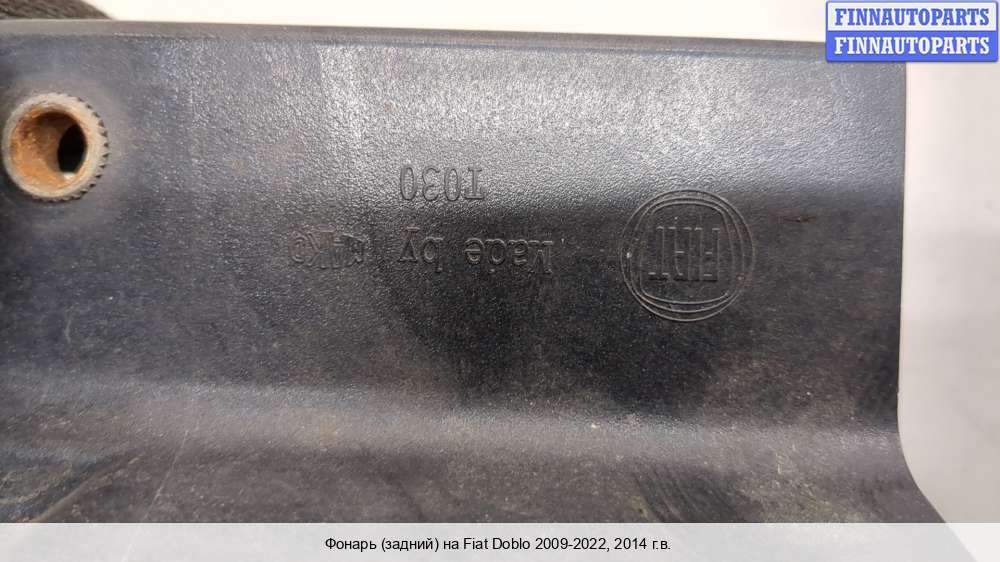 FINNAUTOPARTS
FINNAUTOPARTS
T030
Made by
FIAT
Фонарь (задний) на Fiat Doblo 2009-2022, 2014 г.в.